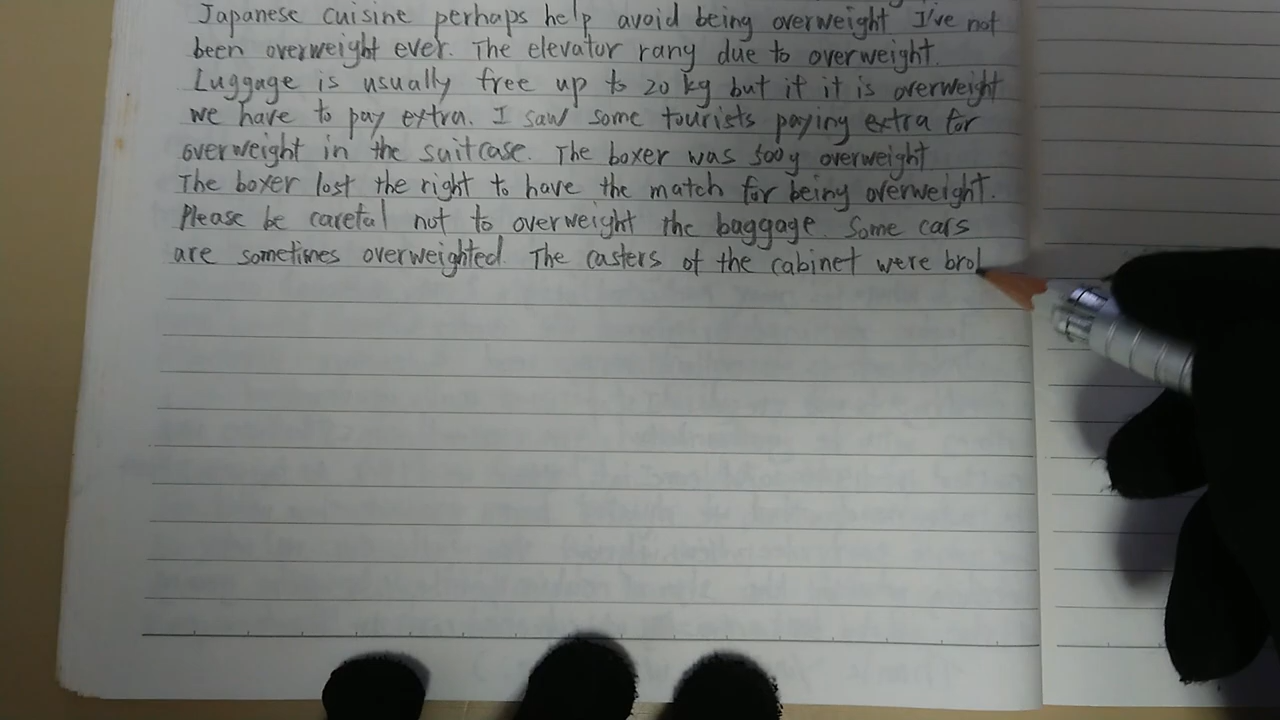 Japanese cuisine perhaps help avoid being overweight I've not
been overweight ever. The elevator rang due to overweight.
Luggage is usually free up to 20 kg but it it is overweight
we have to pay extra. I saw some tourists paying extra for
overweight in the suitcase. The boxer was 500g overweight
The boxer lost the right to have the match for being overweight.
Please be caretul not to overweight the baggage. Some cars
are sometimes overweighted. The casters of the cabinet were brol